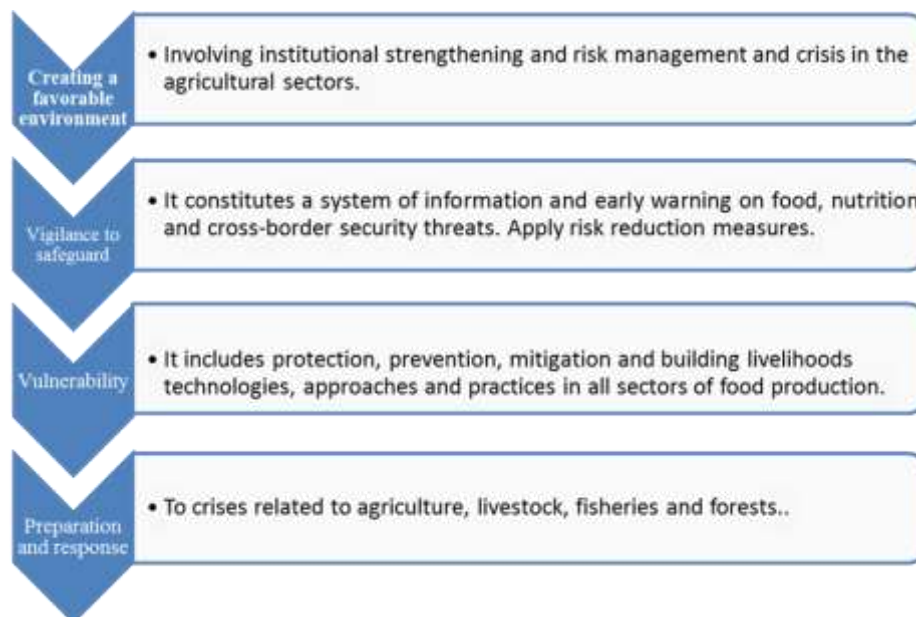 Creating a
favorable
environment
• Involving institutional strengthening and risk management and crisis in the
agricultural sectors.
Vigilance to
safeguard
• It constitutes a system of information and early warning on food, nutrition
and cross-border security threats. Apply risk reduction measures.
Vulnerability
• It includes protection, prevention, mitigation and building livelihoods
technologies, approaches and practices in all sectors of food production.
Preparation
and response
• To crises related to agriculture, livestock, fisheries and forests..